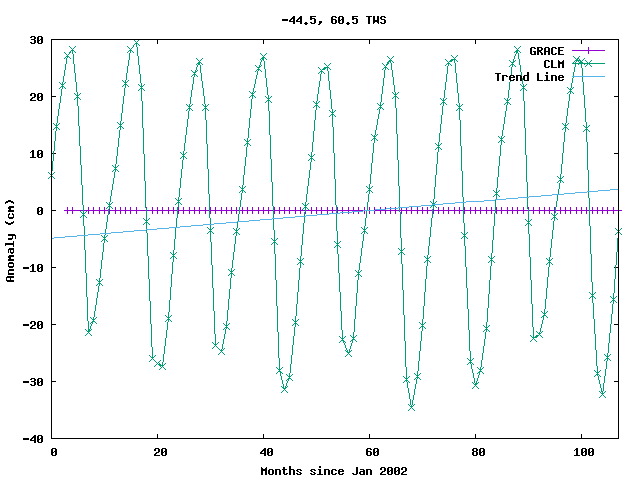 -44.5, 60.5 TWS
30
20
10
0
-10
-20
-30
-40
Anomaly (cm)
GRACE
CLM
Trend Line
0 20 40 60 80 100
Months since Jan 2002